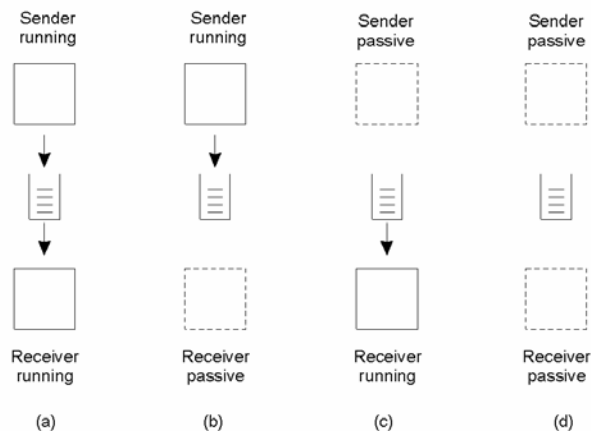 Sender
running
Sender
running
Sender
passive
Sender
passive
Receiver
running
Receiver
passive
Receiver
running
Receiver
passive
(a)
(b)
(c)
(d)